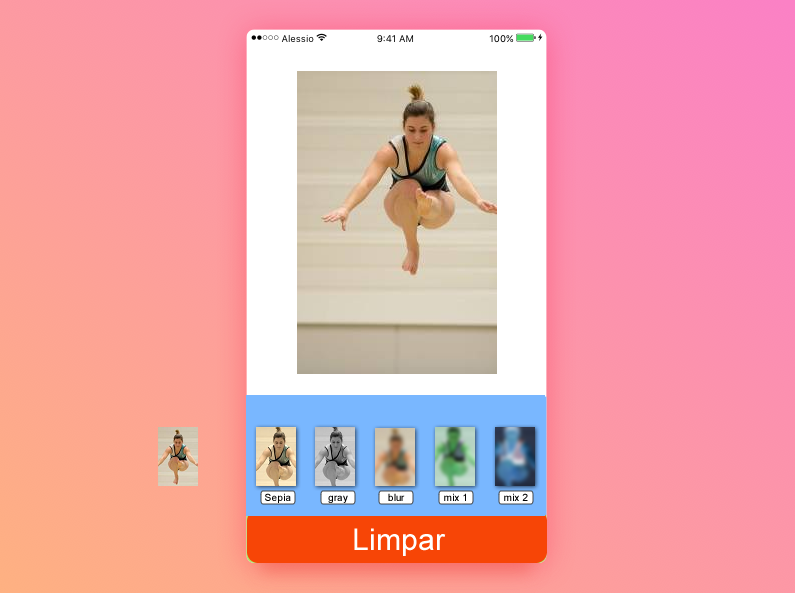 Alessio 9:41 AM 100%
Sepia gray blur mix 1 mix 2
Limpar